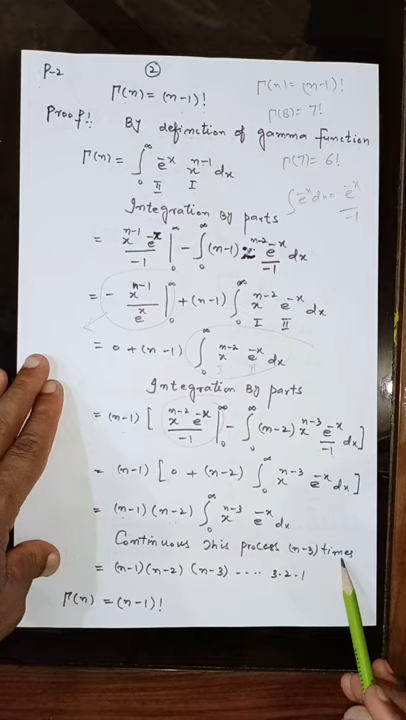 P-2 ②
Γ(n) = (n-1)!
Γ(n) = (n-1)!
Γ(8) = 7!
Γ(7) = 6!
Proof:- By definction of gamma function
Γ(n) = ∫₀^∞ e^-x x^n-1 dx
II I
∫ e^-x dx = e^-x / -1
Integration By parts
= x^n-1 e^-x / -1 |₀^∞ - ∫₀^∞ (n-1) x^n-2 e^-x / -1 dx
= - x^n-1 / e^x |₀^∞ + (n-1) ∫₀^∞ x^n-2 e^-x dx
I II
= 0 + (n-1) ∫₀^∞ x^n-2 e^-x dx
I II
Integration By parts
= (n-1) [ x^n-2 e^-x / -1 |₀^∞ - ∫₀^∞ (n-2) x^n-3 e^-x / -1 dx ]
= (n-1) [ 0 + (n-2) ∫₀^∞ x^n-3 e^-x dx ]
= (n-1) (n-2) ∫₀^∞ x^n-3 e^-x dx
Continuous this process (n-3) times
= (n-1) (n-2) (n-3) ---- 3.2.1
Γ(n) = (n-1)!